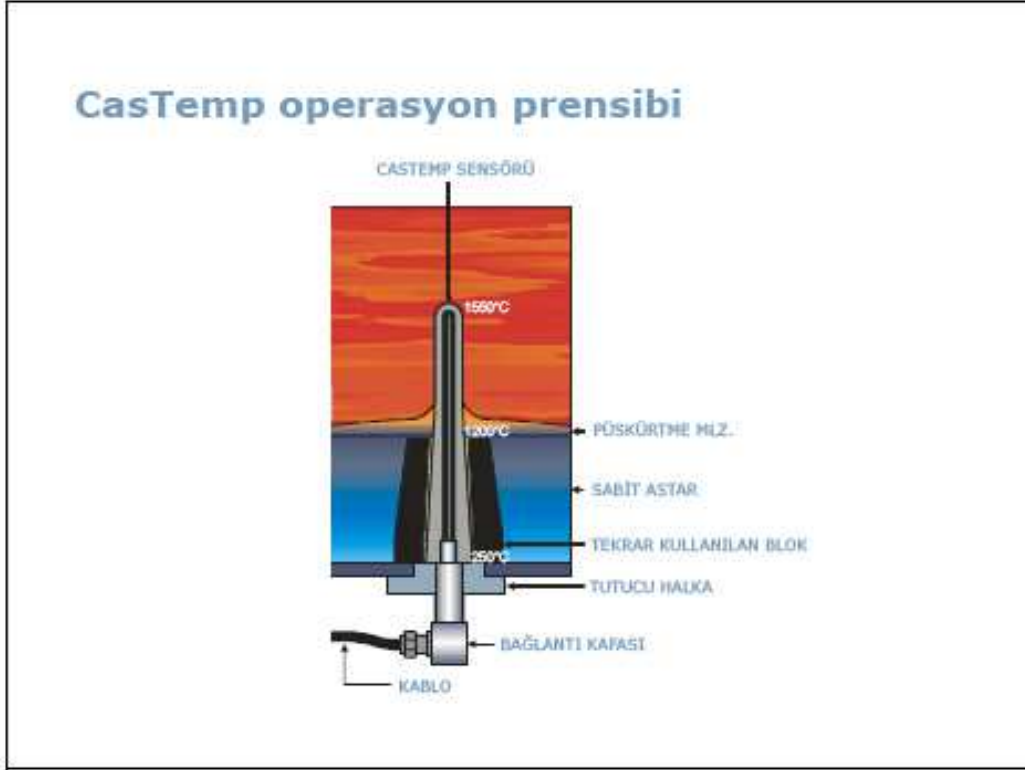 CasTemp operasyon prensibi
CASTEMP SENSÖRÜ
1550°C
1200°C
PÜSKÜRTME MLZ.
SABİT ASTAR
TEKRAR KULLANILAN BLOK
250°C
TUTUCU HALKA
BAĞLANTI KAFASI
KABLO